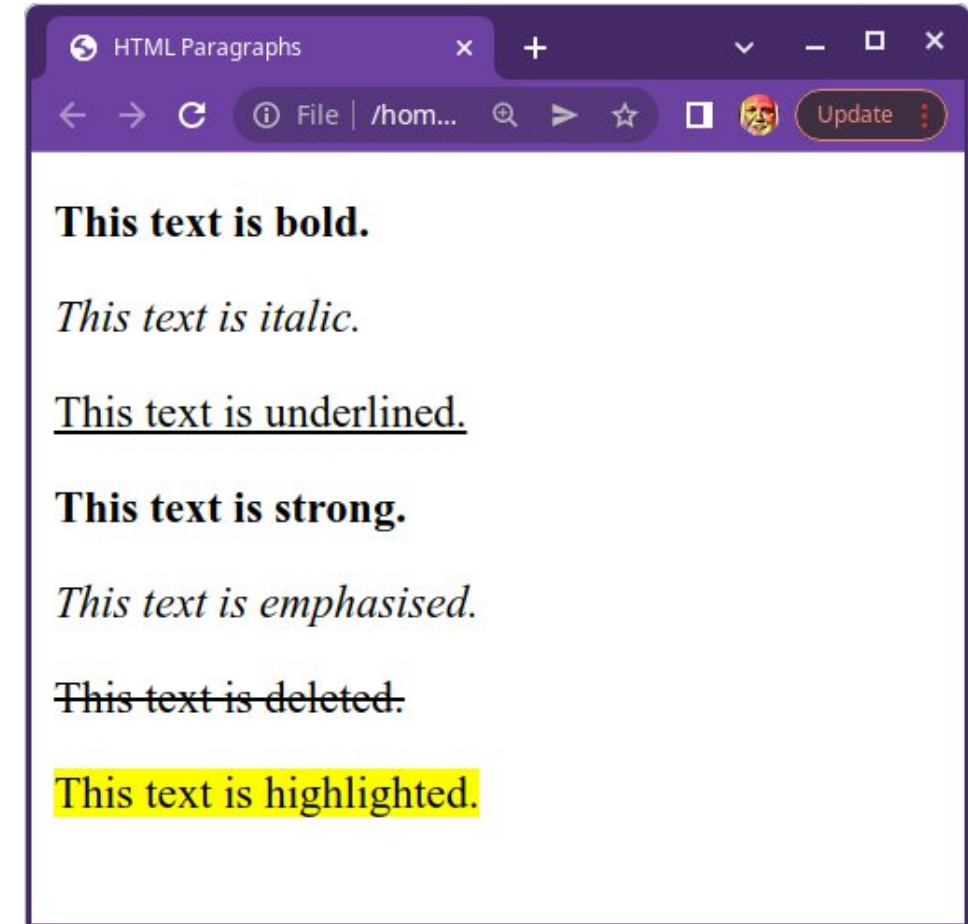 HTML Paragraphs
File /hom... Update
This text is bold.
This text is italic.
This text is underlined.
This text is strong.
This text is emphasised.
This text is deleted.
This text is highlighted.